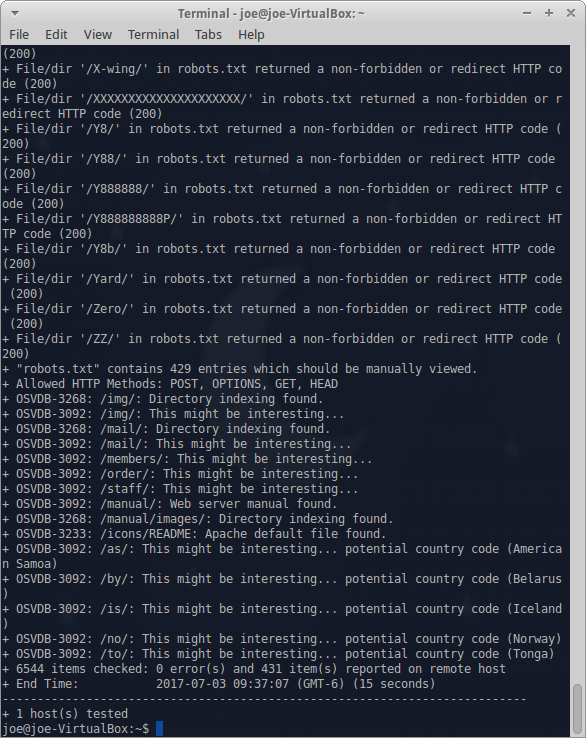 Terminal - joe@joe-VirtualBox: ~
File Edit View Terminal Tabs Help
(200)
+ File/dir '/X-wing/' in robots.txt returned a non-forbidden or redirect HTTP co
de (200)
+ File/dir '/XXXXXXXXXXXXXXXXXXXXX/' in robots.txt returned a non-forbidden or r
edirect HTTP code (200)
+ File/dir '/Y8/' in robots.txt returned a non-forbidden or redirect HTTP code (
200)
+ File/dir '/Y88/' in robots.txt returned a non-forbidden or redirect HTTP code
(200)
+ File/dir '/Y888888/' in robots.txt returned a non-forbidden or redirect HTTP c
ode (200)
+ File/dir '/Y888888888P/' in robots.txt returned a non-forbidden or redirect HT
TP code (200)
+ File/dir '/Y8b/' in robots.txt returned a non-forbidden or redirect HTTP code
(200)
+ File/dir '/Yard/' in robots.txt returned a non-forbidden or redirect HTTP code
 (200)
+ File/dir '/Zero/' in robots.txt returned a non-forbidden or redirect HTTP code
 (200)
+ File/dir '/ZZ/' in robots.txt returned a non-forbidden or redirect HTTP code (
200)
+ "robots.txt" contains 429 entries which should be manually viewed.
+ Allowed HTTP Methods: POST, OPTIONS, GET, HEAD
+ OSVDB-3268: /img/: Directory indexing found.
+ OSVDB-3092: /img/: This might be interesting...
+ OSVDB-3268: /mail/: Directory indexing found.
+ OSVDB-3092: /mail/: This might be interesting...
+ OSVDB-3092: /members/: This might be interesting...
+ OSVDB-3092: /order/: This might be interesting...
+ OSVDB-3092: /staff/: This might be interesting...
+ OSVDB-3092: /manual/: Web server manual found.
+ OSVDB-3268: /manual/images/: Directory indexing found.
+ OSVDB-3233: /icons/README: Apache default file found.
+ OSVDB-3092: /as/: This might be interesting... potential country code (America
n Samoa)
+ OSVDB-3092: /by/: This might be interesting... potential country code (Belarus
)
+ OSVDB-3092: /is/: This might be interesting... potential country code (Iceland
)
+ OSVDB-3092: /no/: This might be interesting... potential country code (Norway)
+ OSVDB-3092: /to/: This might be interesting... potential country code (Tonga)
+ 6544 items checked: 0 error(s) and 431 item(s) reported on remote host
+ End Time:           2017-07-03 09:37:07 (GMT-6) (15 seconds)
---------------------------------------------------------------------------
+ 1 host(s) tested
joe@joe-VirtualBox:~$